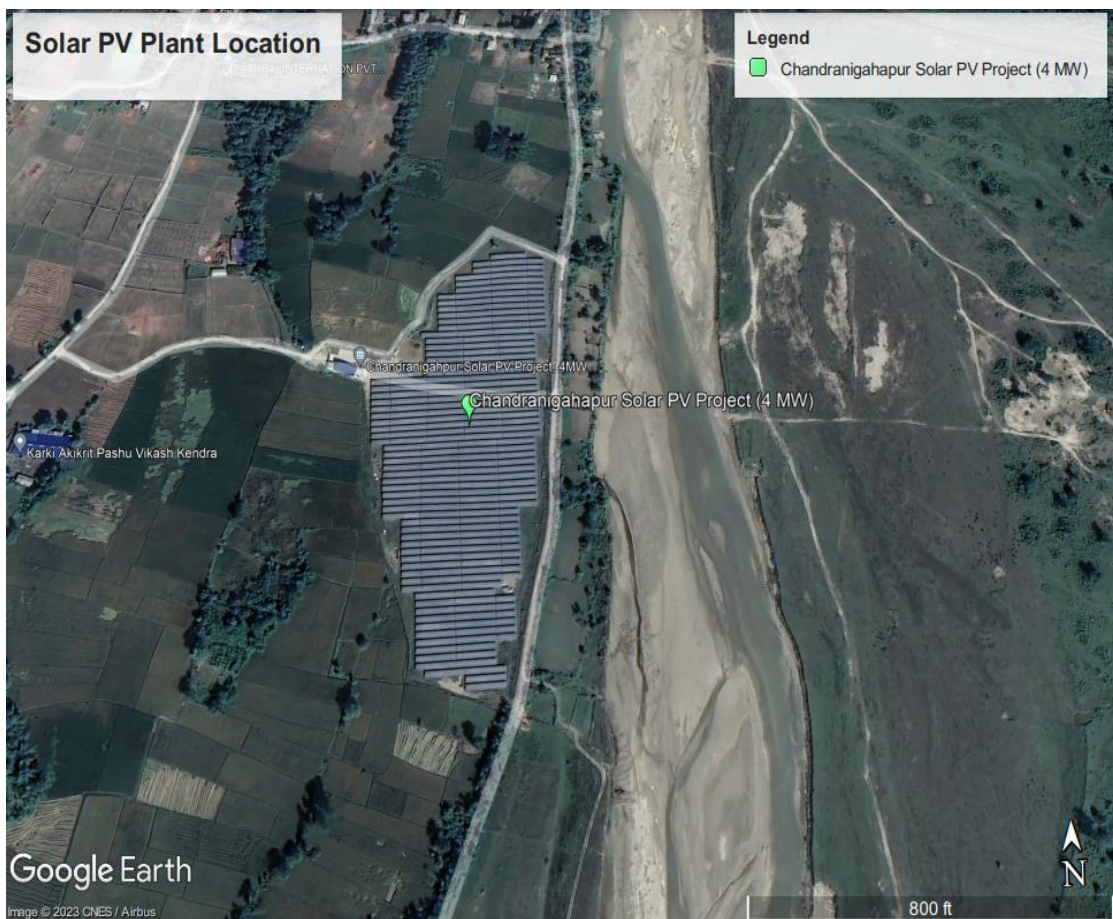 Solar PV Plant Location
Legend
Chandranigahapur Solar PV Project (4 MW)
Chandranigahpur Solar PV Project, 4MW
Chandranigahapur Solar PV Project (4 MW)
Karki Akikrit Pashu Vikash Kendra
Google Earth
Image © 2023 CNES / Airbus
N
800 ft